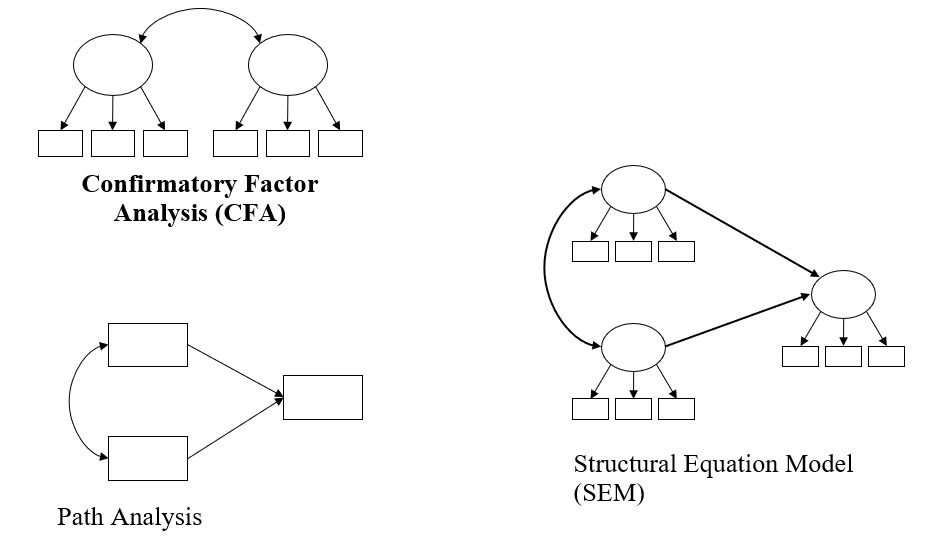 Confirmatory Factor
Analysis (CFA)
Structural Equation Model
(SEM)
Path Analysis